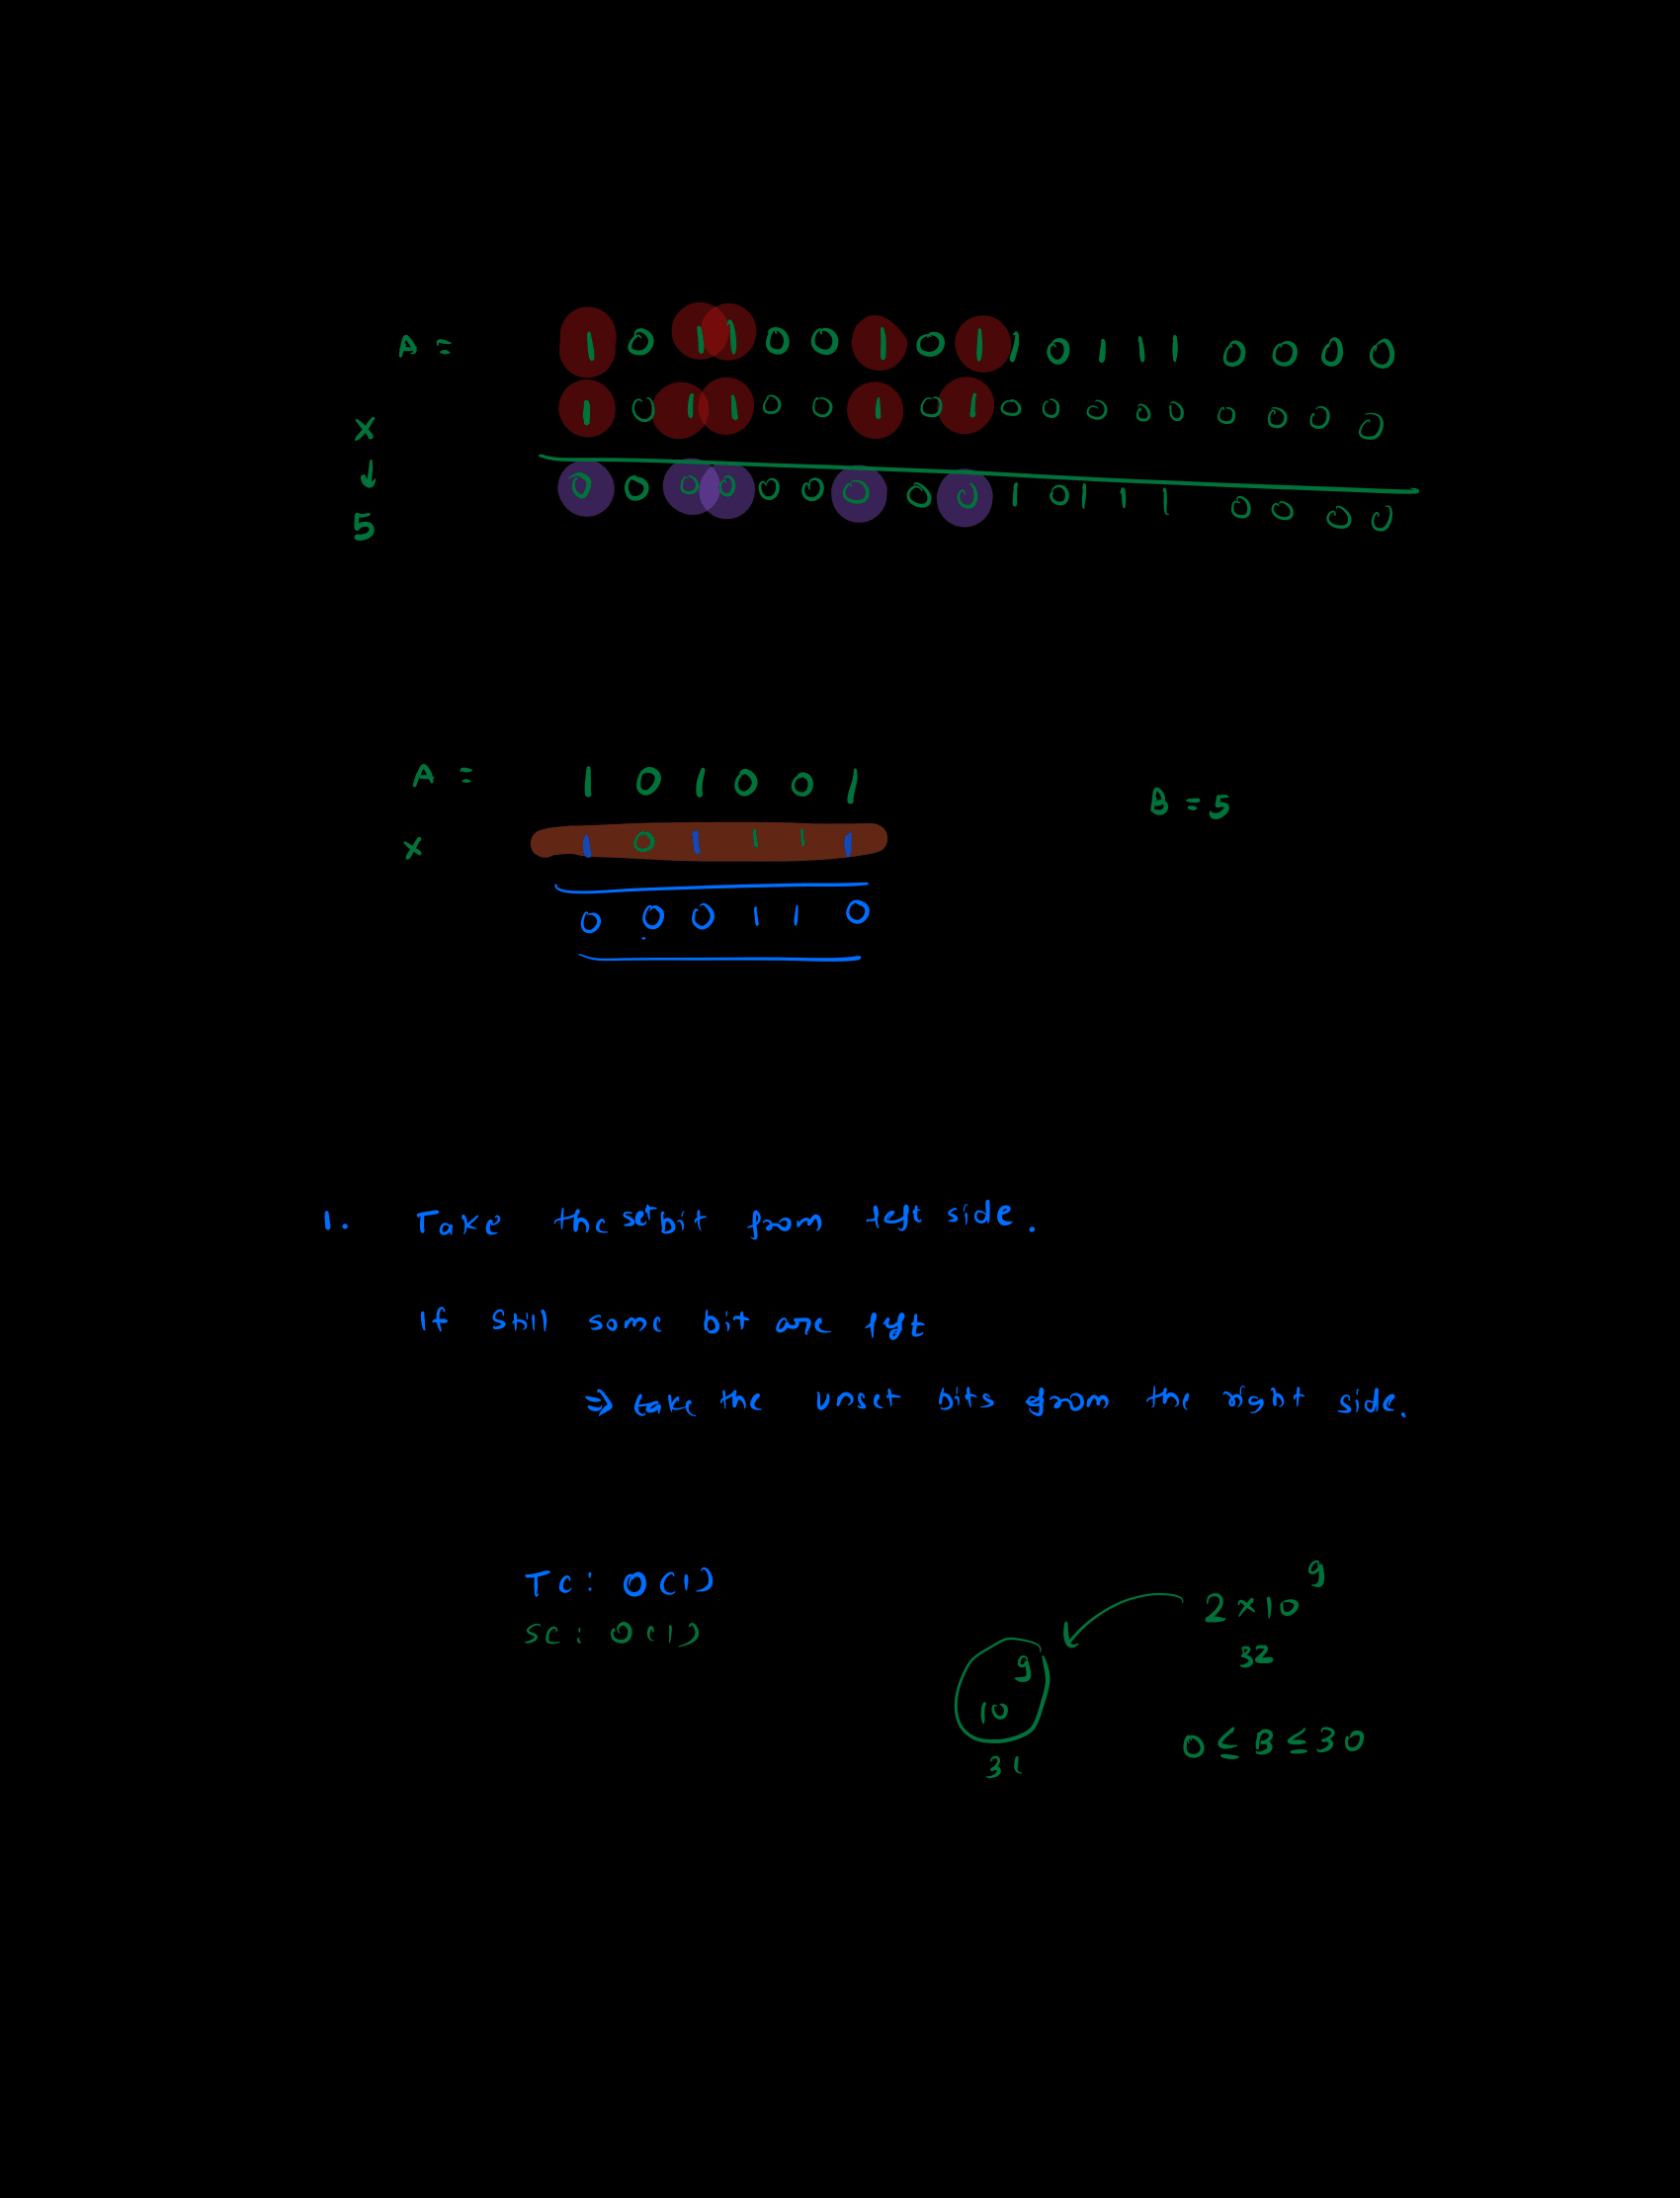 A = 1 0 1 1 0 0 1 0 1 1 0 1 1 1 0 0 0 0
X 1 0 1 1 0 0 1 0 1 0 0 0 0 0 0 0 0 0
↓
5 0 0 0 0 0 0 0 0 0 1 0 1 1 1 0 0 0 0
A = 1 0 1 0 0 1 B = 5
X 1 0 1 1 1 1
0 0 0 1 1 0
1. Take the setbit from left side.
If still some bit are left
⇒ take the unset bits from the right side.
TC: O(1)
SC: O(1)
2×10^9
32
10^9
31
0 ≤ B ≤ 30